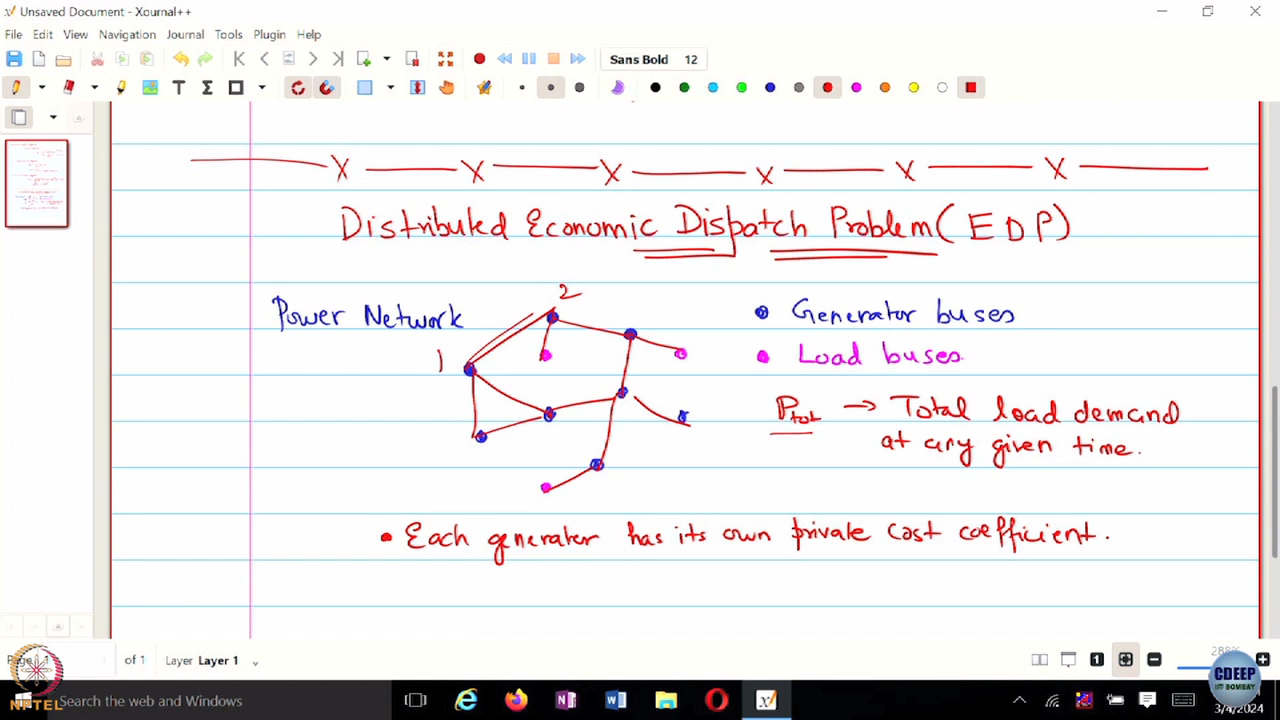 Unsaved Document - Xournal++
File Edit View Navigation Journal Tools Plugin Help
Sans Bold 12
X X X X X X
Distributed Economic Dispatch Problem (EDP)
2
Power Network
Generator buses
1
Load buses.
Ptot → Total load demand
at any given time.
• Each generator has its own private cost coefficient.
Page 1 of 1 Layer Layer 1
288%
NPTEL
CDEEP
IIT BOMBAY
Search the web and Windows
3/4/2024